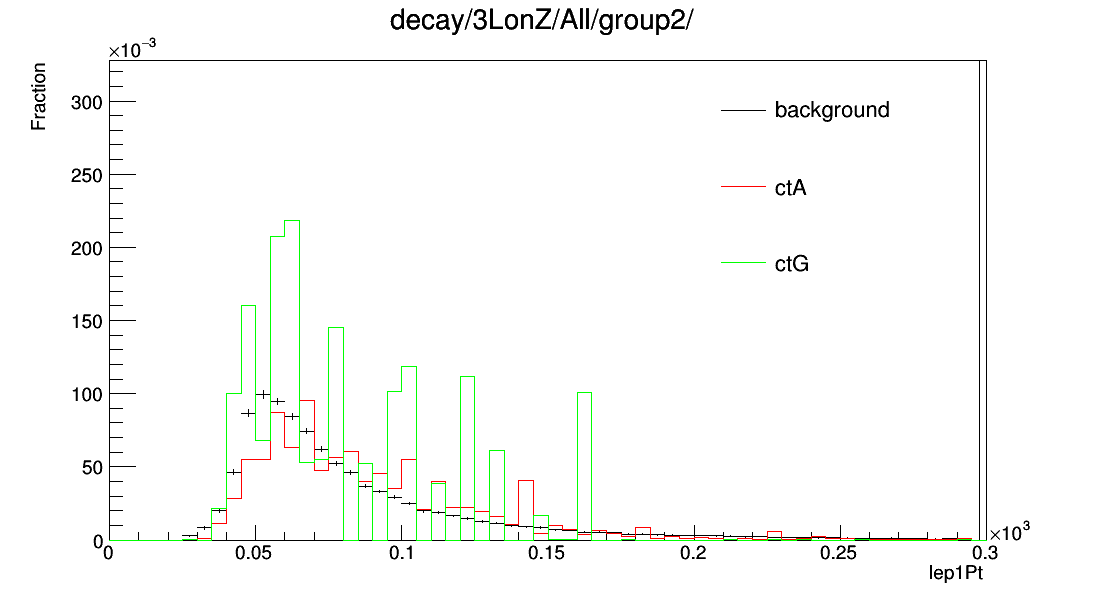 decay/3LonZ/All/group2/
×10⁻³
Fraction
300
250
200
150
100
50
0
background
ctA
ctG
0 0.05 0.1 0.15 0.2 0.25 0.3
×10³
lep1Pt